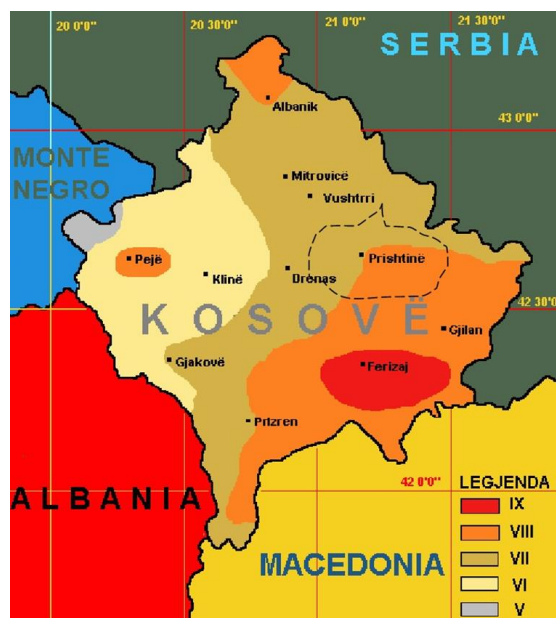 20 0'0"
20 30'0"
21 0'0"
21 30'0"
SERBIA
Albanik
43 0'0"
MONTE
NEGRO
Mitrovicë
Vushtrri
Pejë
Prishtinë
Klinë
Drënas
KOSOVË
42 30'0"
Gjilan
Gjakovë
Ferizaj
Prizren
ALBANIA
42 0'0"
LEGJENDA
IX
VIII
VII
VI
V
MACEDONIA